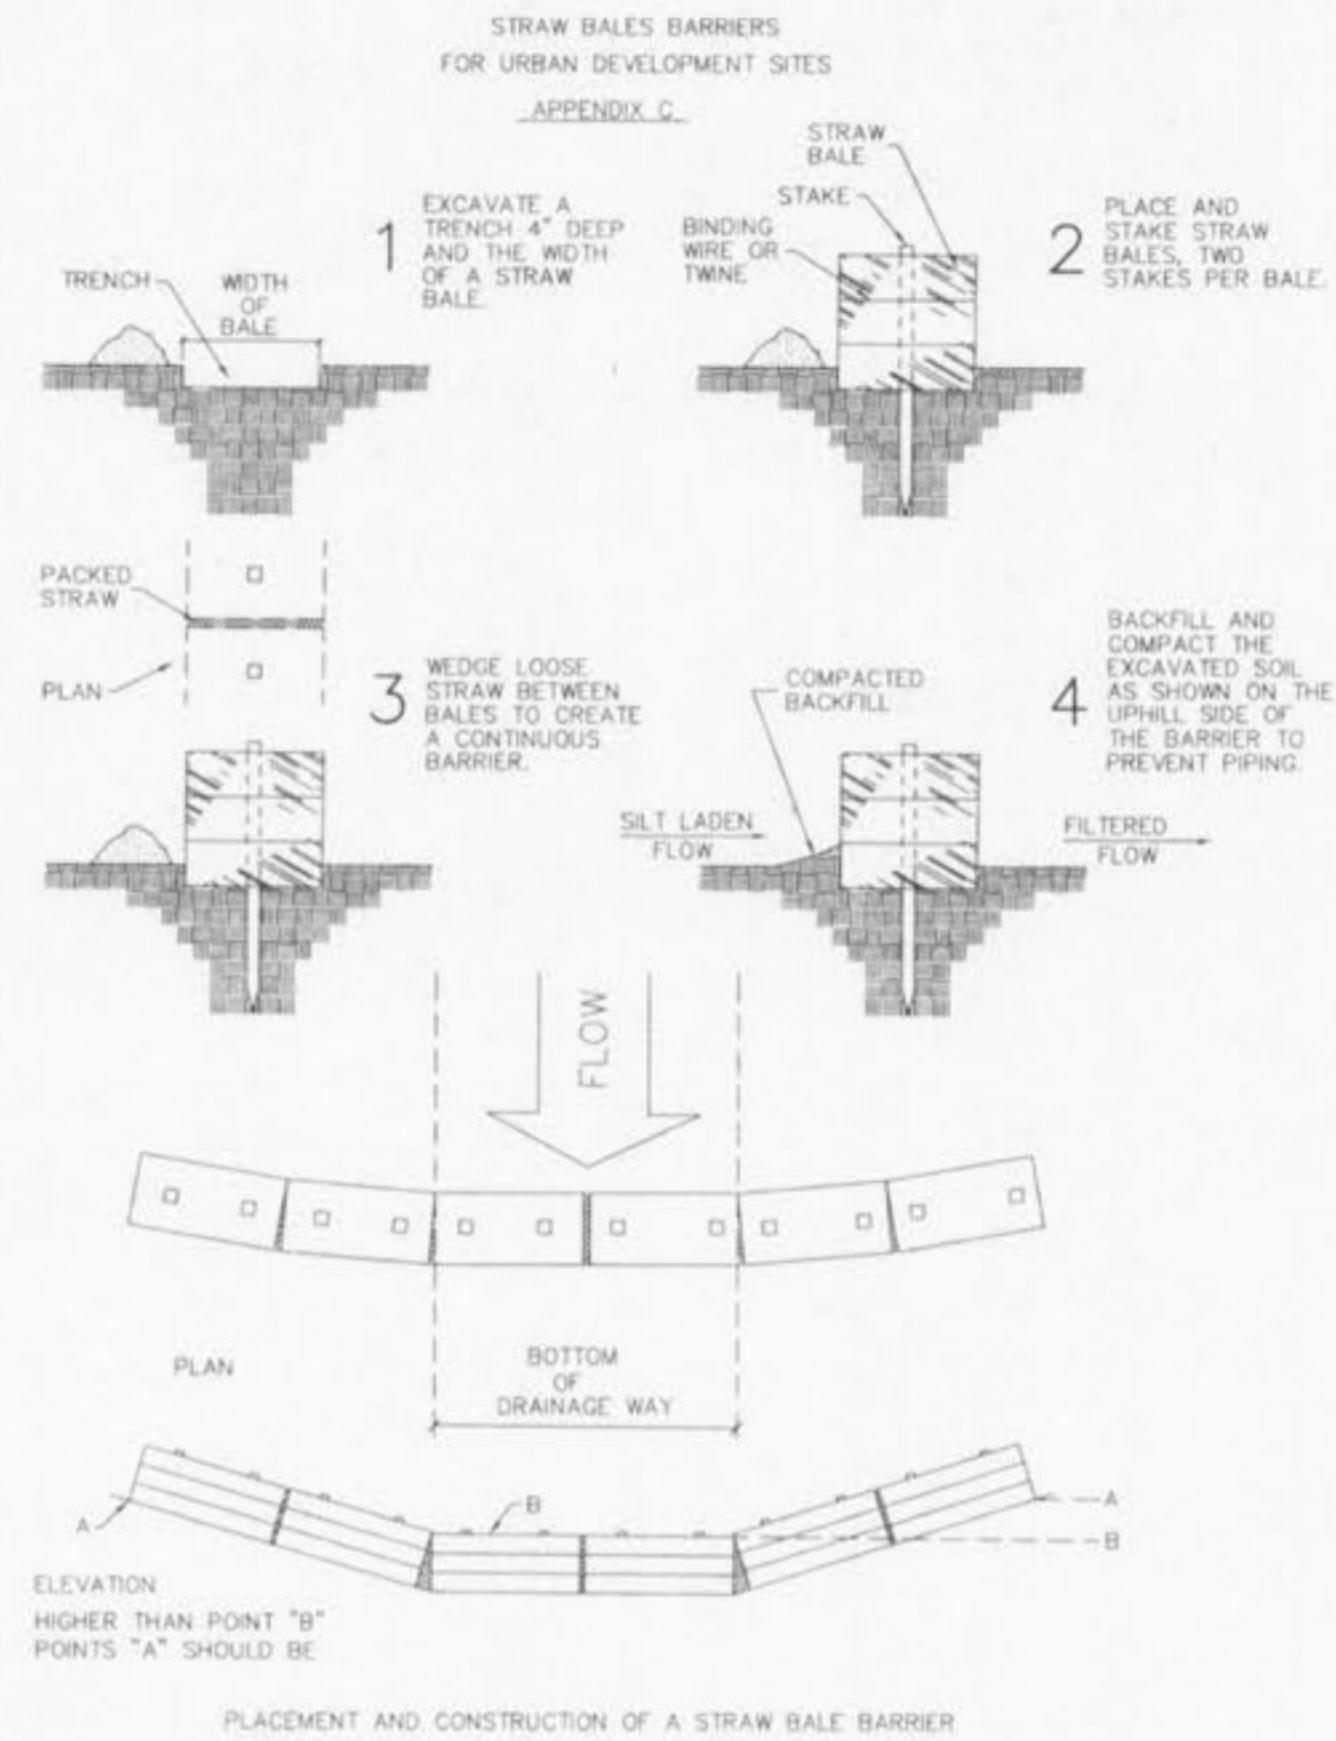 STRAW BALES BARRIERS
FOR URBAN DEVELOPMENT SITES
APPENDIX C
1
EXCAVATE A
TRENCH 4" DEEP
AND THE WIDTH
OF A STRAW
BALE.
TRENCH
WIDTH
OF
BALE
STRAW
BALE
STAKE
BINDING
WIRE OR
TWINE
2
PLACE AND
STAKE STRAW
BALES, TWO
STAKES PER BALE.
PACKED
STRAW
PLAN
3
WEDGE LOOSE
STRAW BETWEEN
BALES TO CREATE
A CONTINUOUS
BARRIER.
COMPACTED
BACKFILL
4
BACKFILL AND
COMPACT THE
EXCAVATED SOIL
AS SHOWN ON THE
UPHILL SIDE OF
THE BARRIER TO
PREVENT PIPING.
SILT LADEN
FLOW
FILTERED
FLOW
FLOW
PLAN
BOTTOM
OF
DRAINAGE WAY
A
B
A
B
ELEVATION
HIGHER THAN POINT "B"
POINTS "A" SHOULD BE
PLACEMENT AND CONSTRUCTION OF A STRAW BALE BARRIER